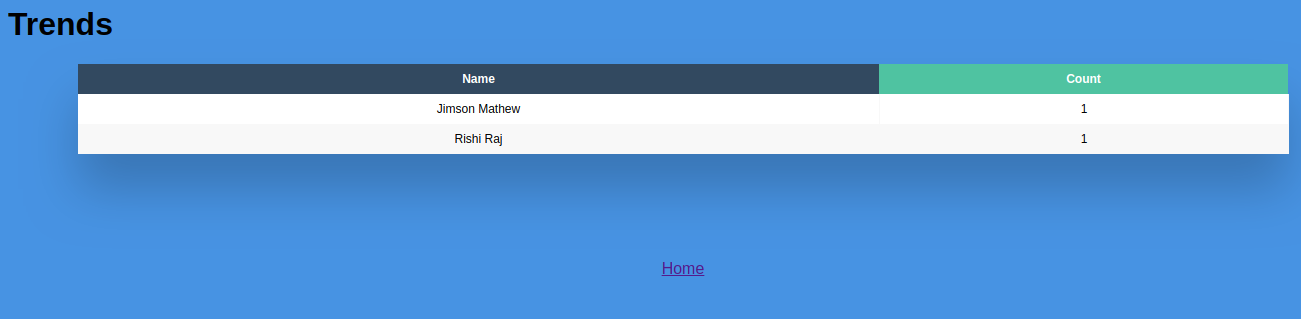 Trends
Name Count
Jimson Mathew 1
Rishi Raj 1
Home